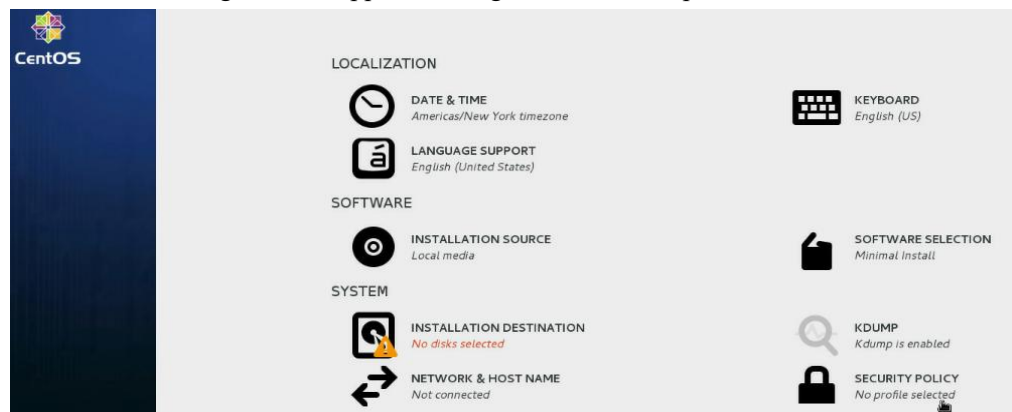 CentOS
LOCALIZATION
DATE & TIME
Americas/New York timezone
KEYBOARD
English (US)
á
LANGUAGE SUPPORT
English (United States)
SOFTWARE
INSTALLATION SOURCE
Local media
SOFTWARE SELECTION
Minimal Install
SYSTEM
INSTALLATION DESTINATION
No disks selected
KDUMP
Kdump is enabled
NETWORK & HOST NAME
Not connected
SECURITY POLICY
No profile selected